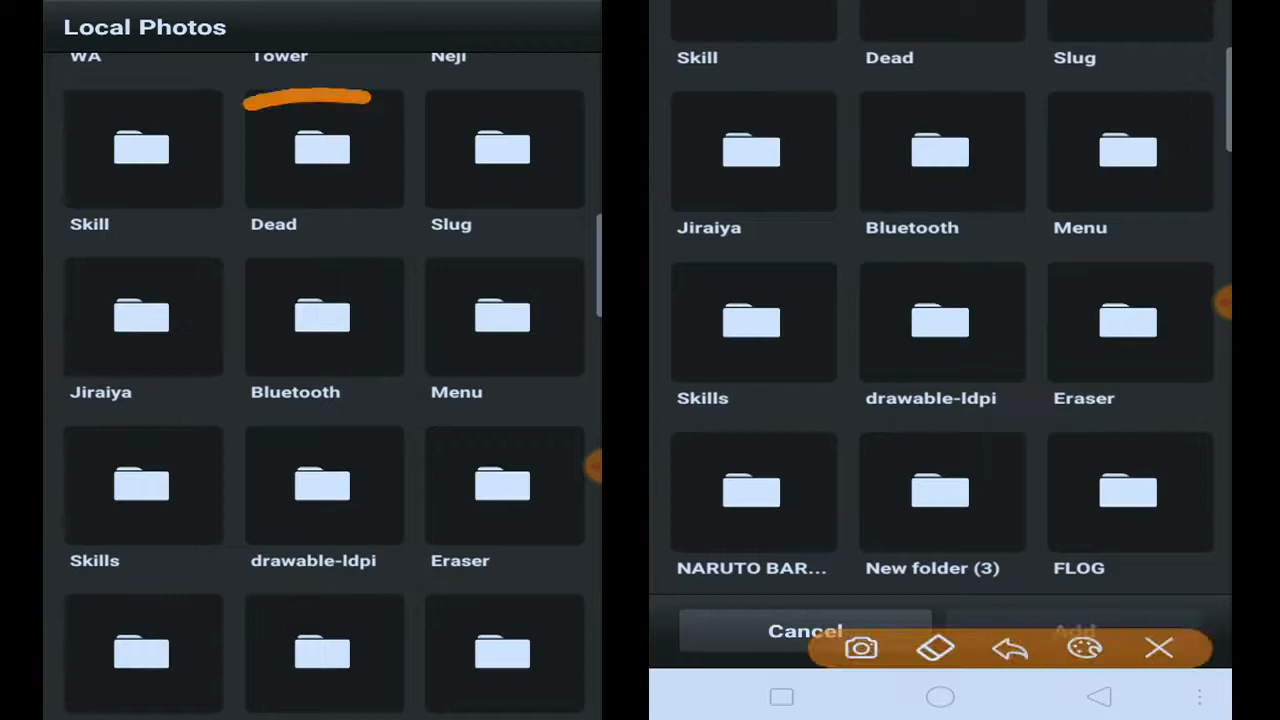 Local Photos
WA Tower Neji
Skill Dead Slug
Jiraiya Bluetooth Menu
Skills drawable-ldpi Eraser
Skill Dead Slug
Jiraiya Bluetooth Menu
Skills drawable-ldpi Eraser
NARUTO BAR... New folder (3) FLOG
Cancel Add